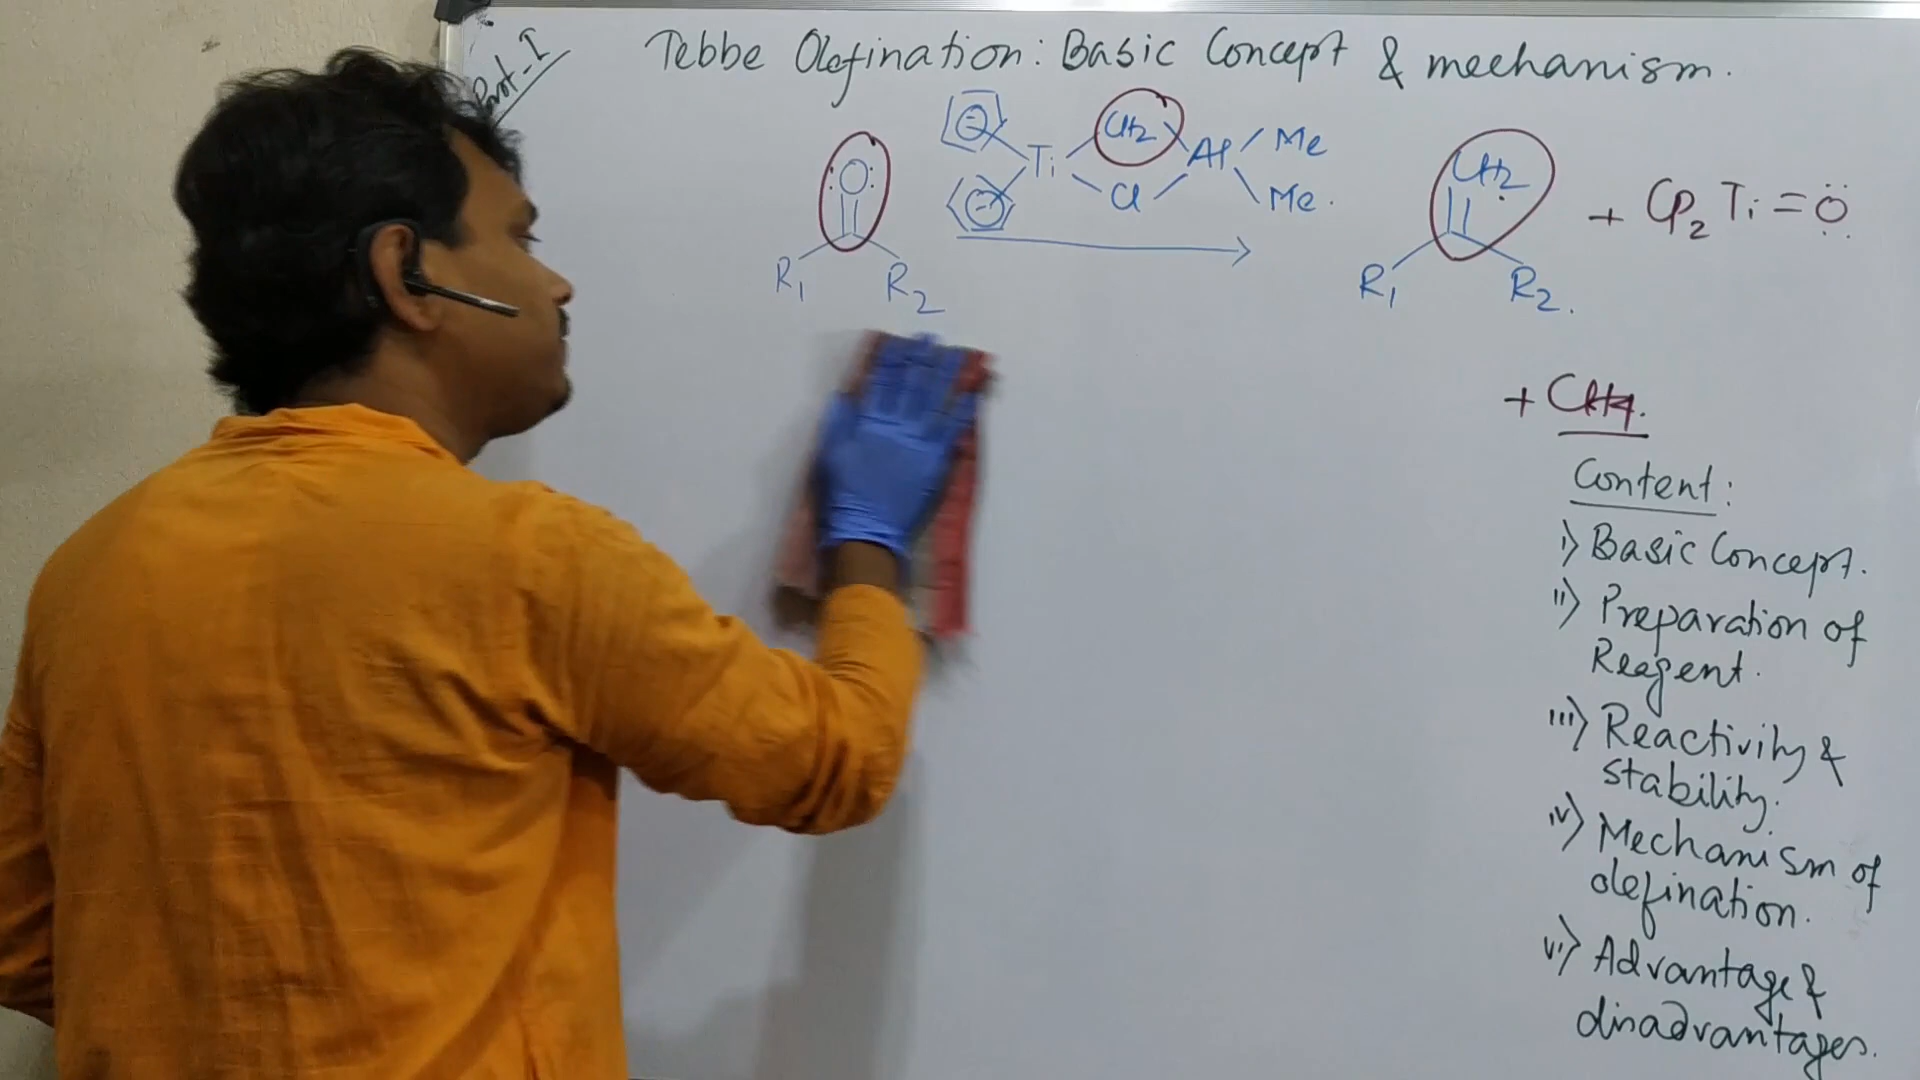 Part-I
Tebbe Olefination: Basic Concept & mechanism.
O CH2 Al Me CH2
Ti Cl Me. + Cp2Ti=O
R1 R2 R1 R2.
+ CH4.
Content:
i) Basic Concept.
ii) Preparation of
Reagent.
iii) Reactivity &
stability.
iv) Mechanism of
olefination.
vi) Advantage &
disadvantages.